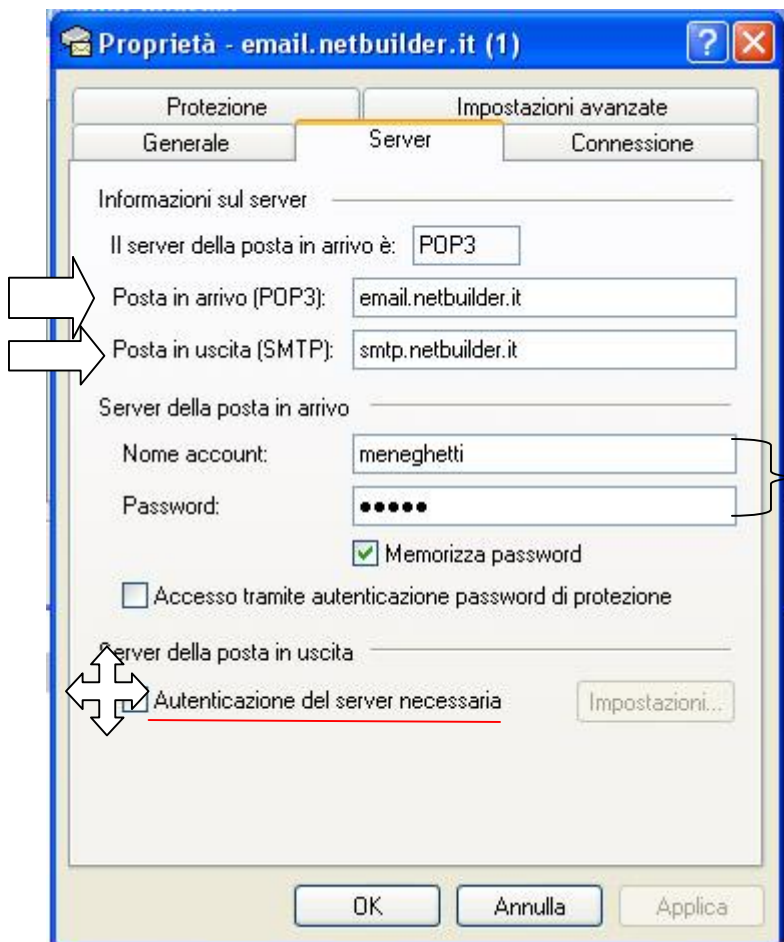 Proprietà - email.netbuilder.it (1)
Protezione Impostazioni avanzate
Generale Server Connessione
Informazioni sul server
Il server della posta in arrivo è: POP3
Posta in arrivo (POP3): email.netbuilder.it
Posta in uscita (SMTP): smtp.netbuilder.it
Server della posta in arrivo
Nome account: meneghetti
Password: •••••
Memorizza password
Accesso tramite autenticazione password di protezione
Server della posta in uscita
Autenticazione del server necessaria Impostazioni...
OK Annulla Applica